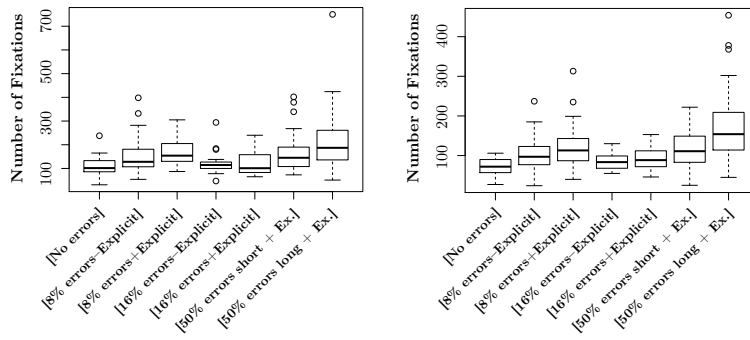 Number of Fixations
700
500
300
100
[No errors]
[8% errors−Explicit]
[8% errors+Explicit]
[16% errors−Explicit]
[16% errors+Explicit]
[50% errors short + Ex.]
[50% errors long + Ex.]
Number of Fixations
400
300
200
100
[No errors]
[8% errors−Explicit]
[8% errors+Explicit]
[16% errors−Explicit]
[16% errors+Explicit]
[50% errors short + Ex.]
[50% errors long + Ex.]